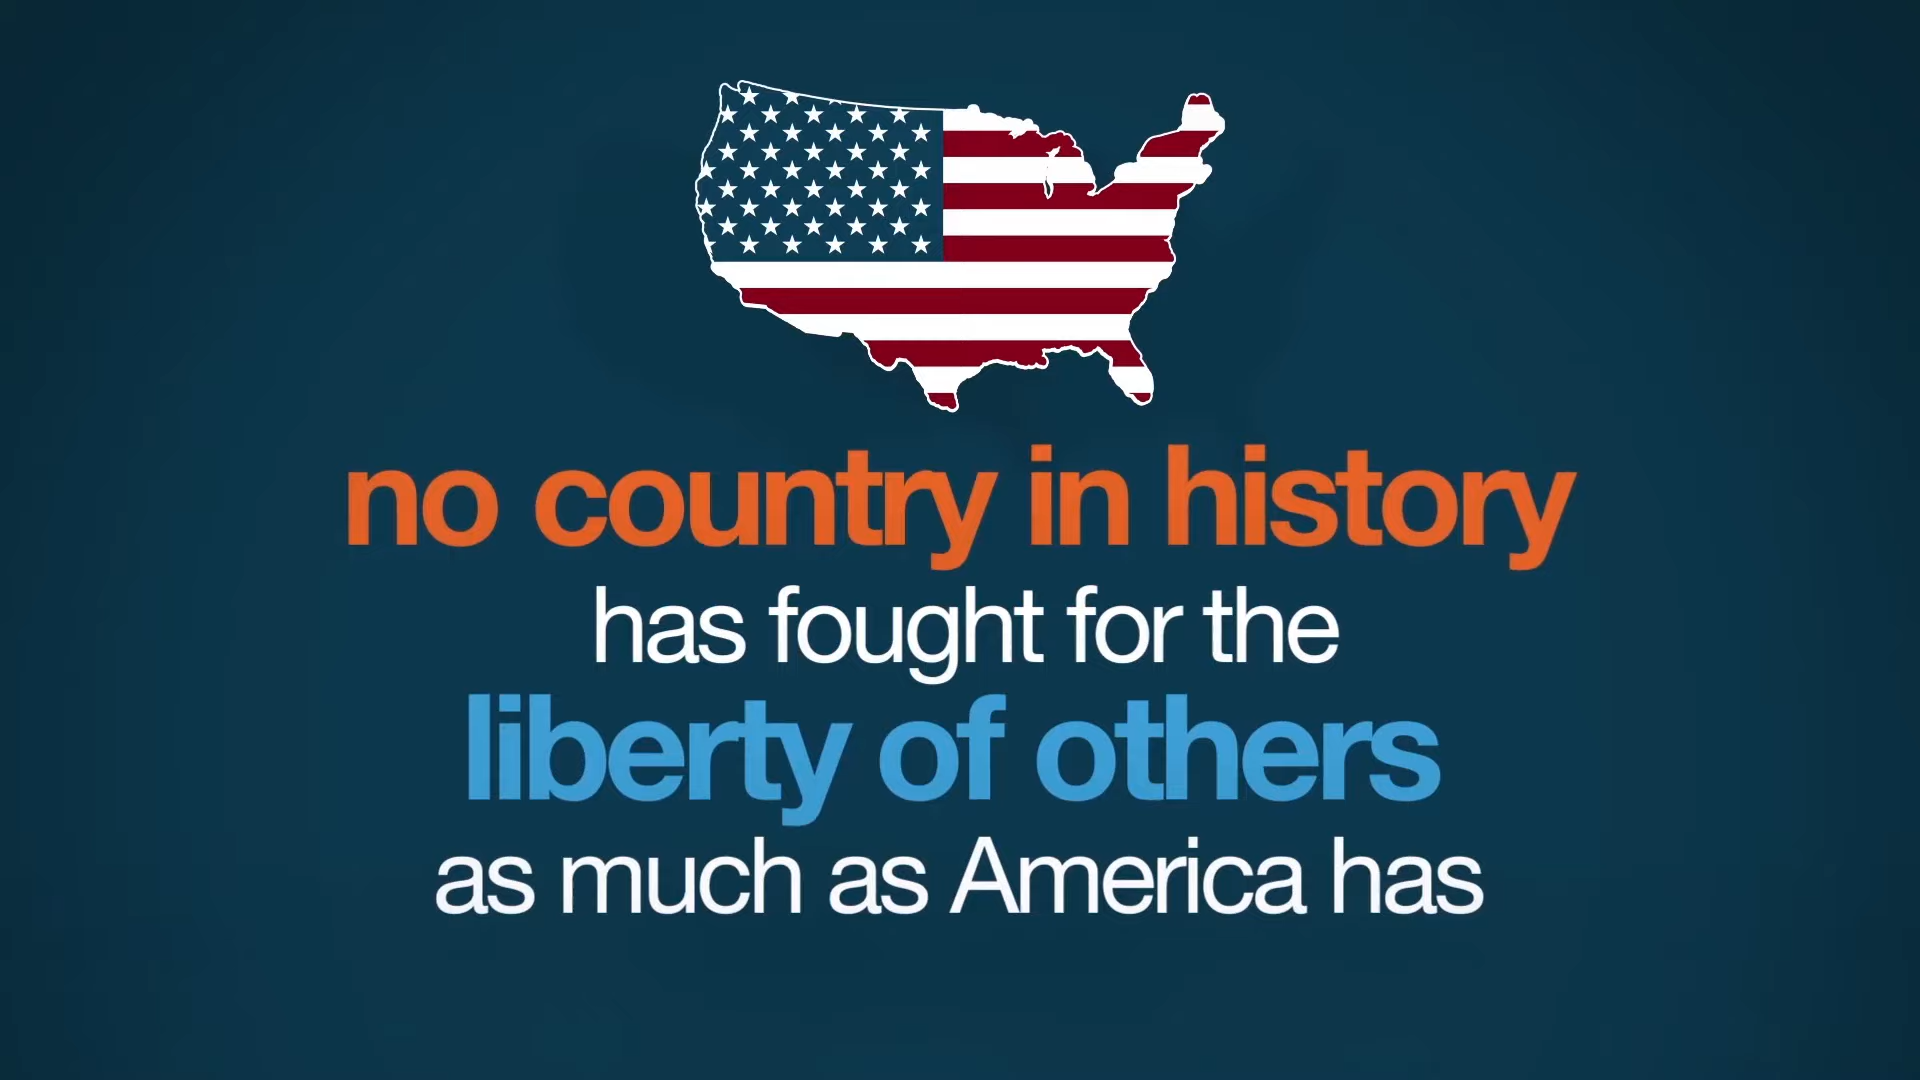 no country in history
has fought for the
liberty of others
as much as America has